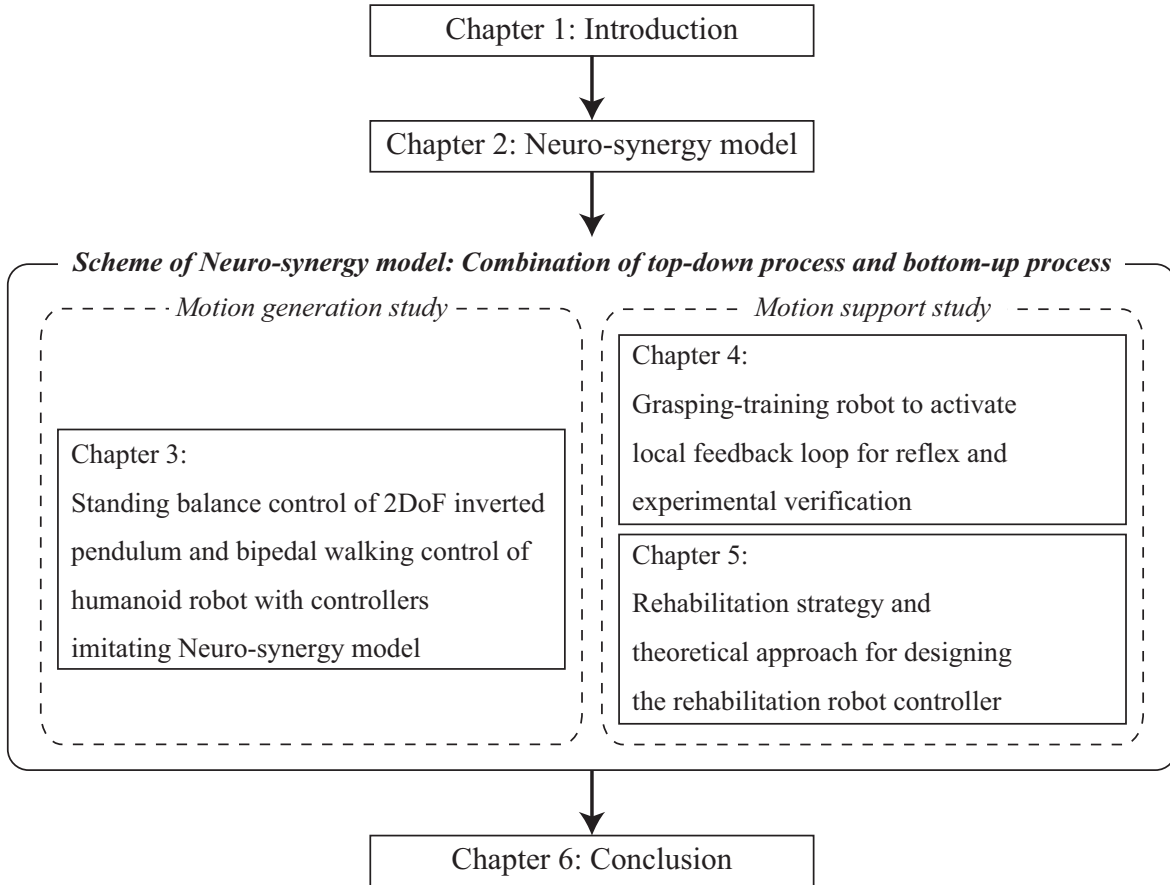 Chapter 1: Introduction
Chapter 2: Neuro-synergy model
Scheme of Neuro-synergy model: Combination of top-down process and bottom-up process
Motion generation study
Chapter 3:
Standing balance control of 2DoF inverted
pendulum and bipedal walking control of
humanoid robot with controllers
imitating Neuro-synergy model
Motion support study
Chapter 4:
Grasping-training robot to activate
local feedback loop for reflex and
experimental verification
Chapter 5:
Rehabilitation strategy and
theoretical approach for designing
the rehabilitation robot controller
Chapter 6: Conclusion